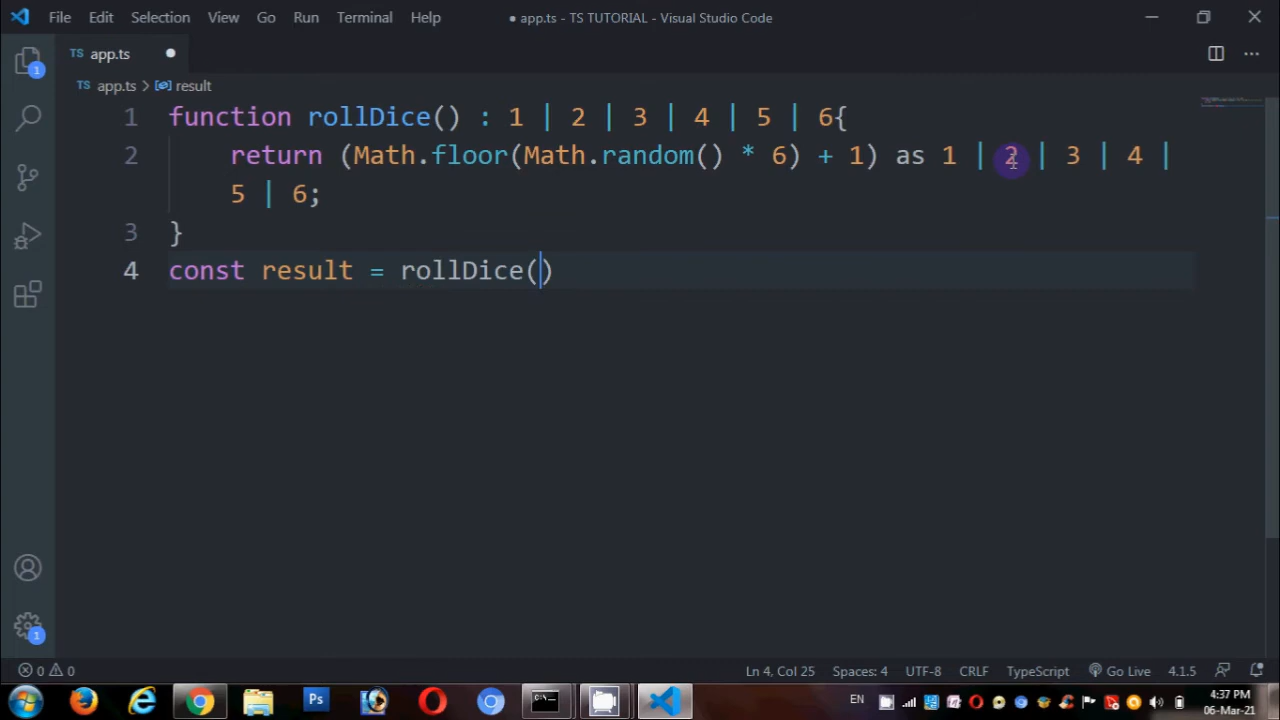 File Edit Selection View Go Run Terminal Help ● app.ts - TS TUTORIAL - Visual Studio Code
TS app.ts ●
TS app.ts > result
1 function rollDice() : 1 | 2 | 3 | 4 | 5 | 6{
2 return (Math.floor(Math.random() * 6) + 1) as 1 | 2 | 3 | 4 |
5 | 6;
3 }
4 const result = rollDice()
1
1
0 0 Ln 4, Col 25 Spaces: 4 UTF-8 CRLF TypeScript Go Live 4.1.5
Ps C:\ EN 4:37 PM
06-Mar-21